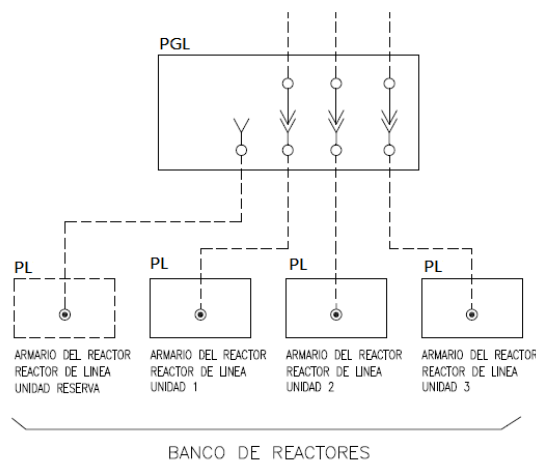 PGL
PL
PL
PL
PL
ARMARIO DEL REACTOR
REACTOR DE LINEA
UNIDAD RESERVA
ARMARIO DEL REACTOR
REACTOR DE LINEA
UNIDAD 1
ARMARIO DEL REACTOR
REACTOR DE LINEA
UNIDAD 2
ARMARIO DEL REACTOR
REACTOR DE LINEA
UNIDAD 3
BANCO DE REACTORES